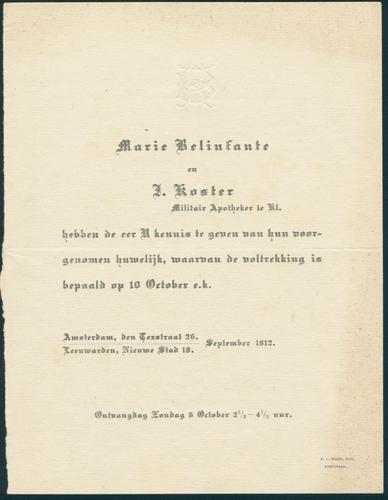 Marie Belinfante
en
I. Koster
Militair Apotheker 1e Kl.
hebben de eer U kennis te geven van hun voor-
genomen huwelijk, waarvan de voltrekking is
bepaald op 10 October e.k.
Amsterdam, den Texstraat 26.
Leeuwarden, Nieuwe Stad 18.
September 1912.
Ontvangdag Zondag 6 October 2½–4½ uur.